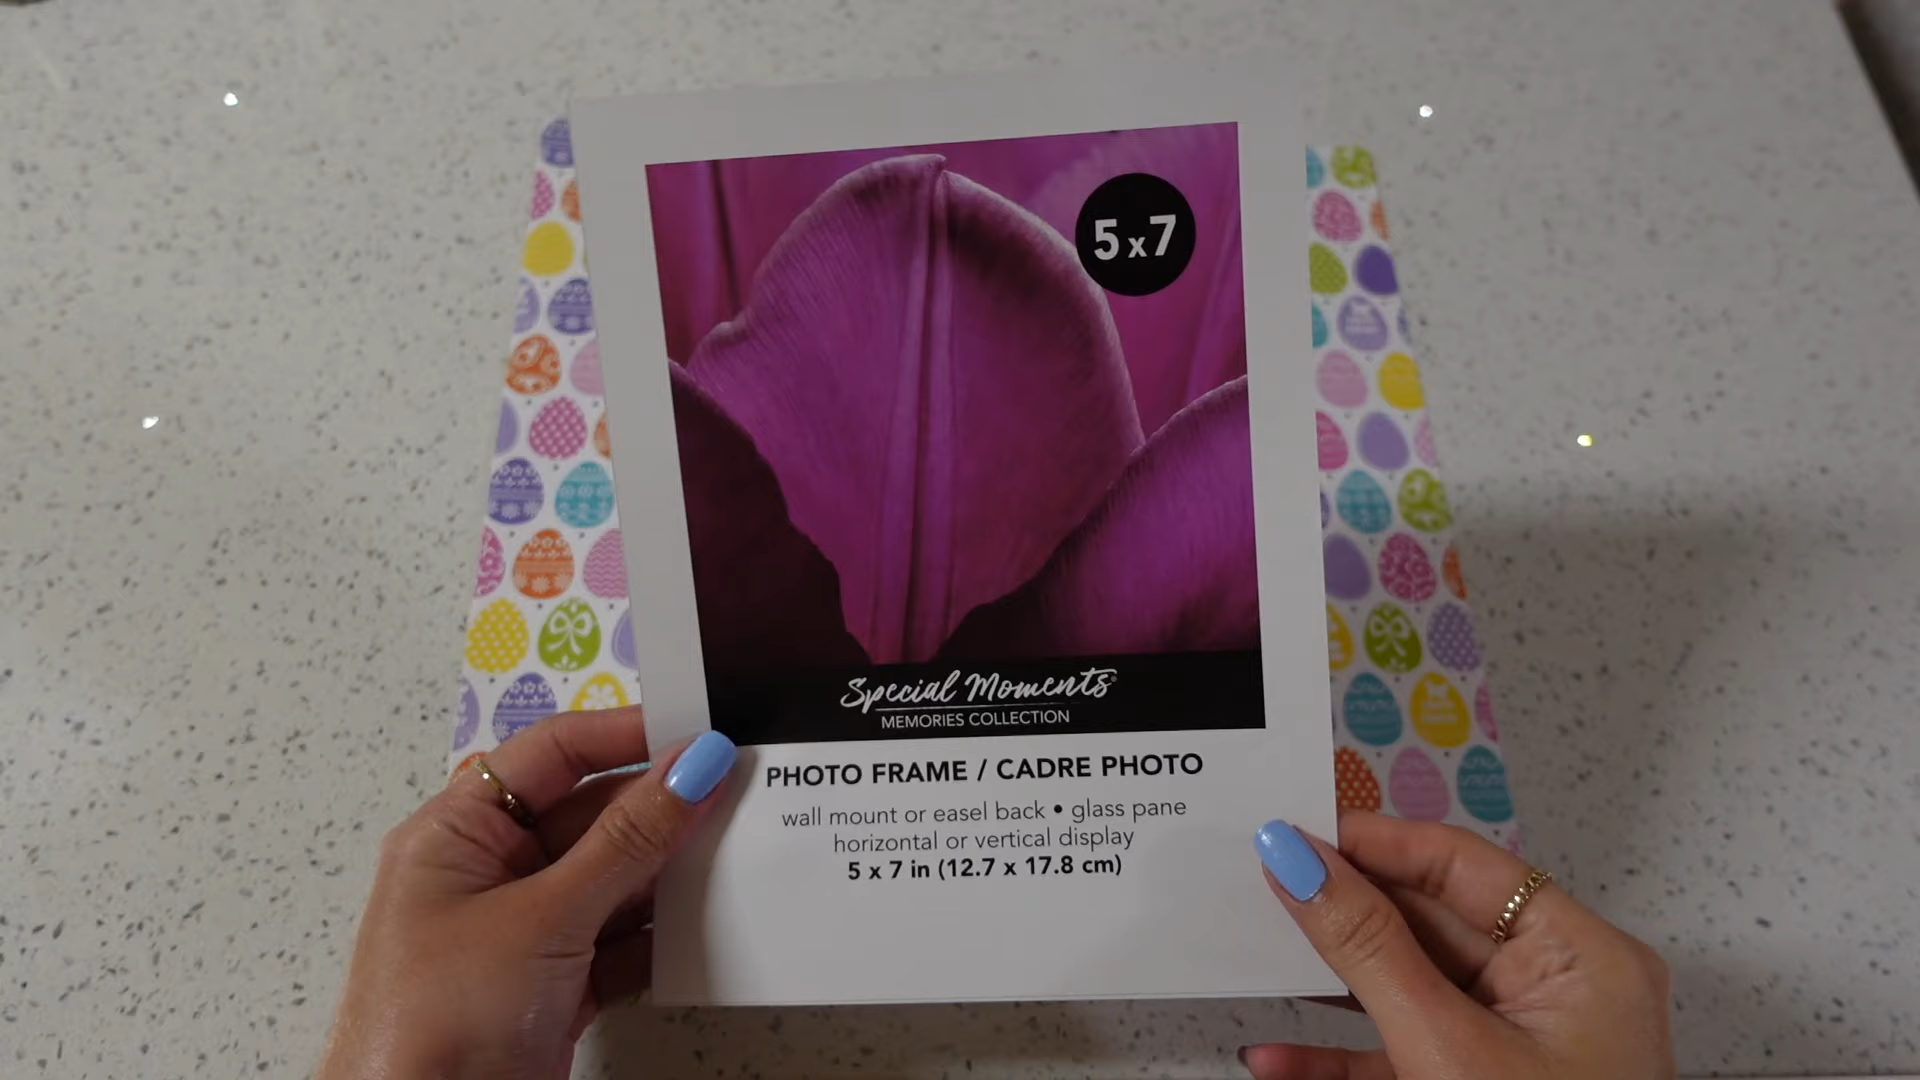 5x7
Special Moments®
MEMORIES COLLECTION
PHOTO FRAME / CADRE PHOTO
wall mount or easel back • glass pane
horizontal or vertical display
5 x 7 in (12.7 x 17.8 cm)